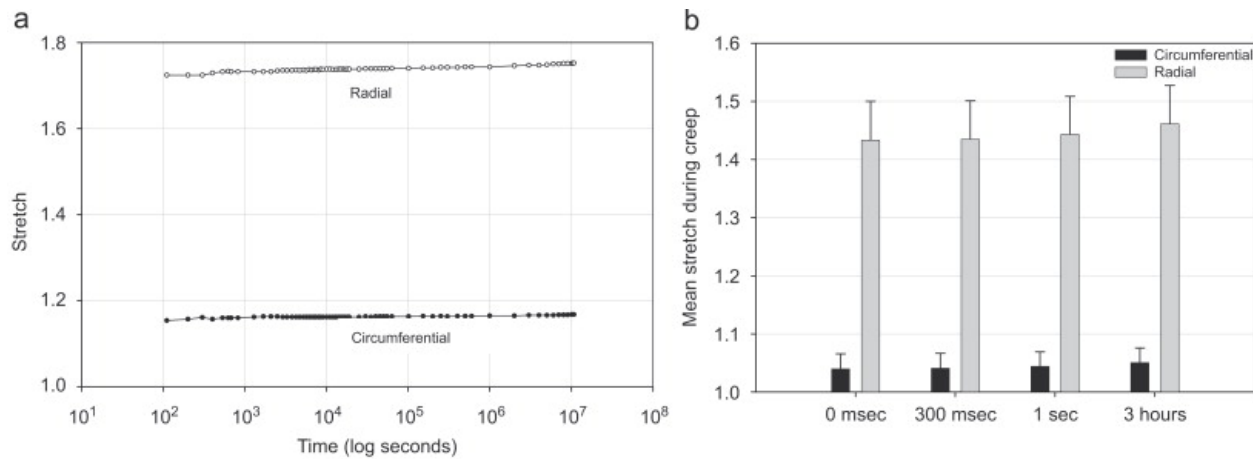 a
1.8
1.6
1.4
1.2
1.0
Stretch
Radial
Circumferential
10¹ 10² 10³ 10⁴ 10⁵ 10⁶ 10⁷ 10⁸
Time (log seconds)
b
1.6
1.5
1.4
1.3
1.2
1.1
1.0
Mean stretch during creep
Circumferential
Radial
0 msec 300 msec 1 sec 3 hours